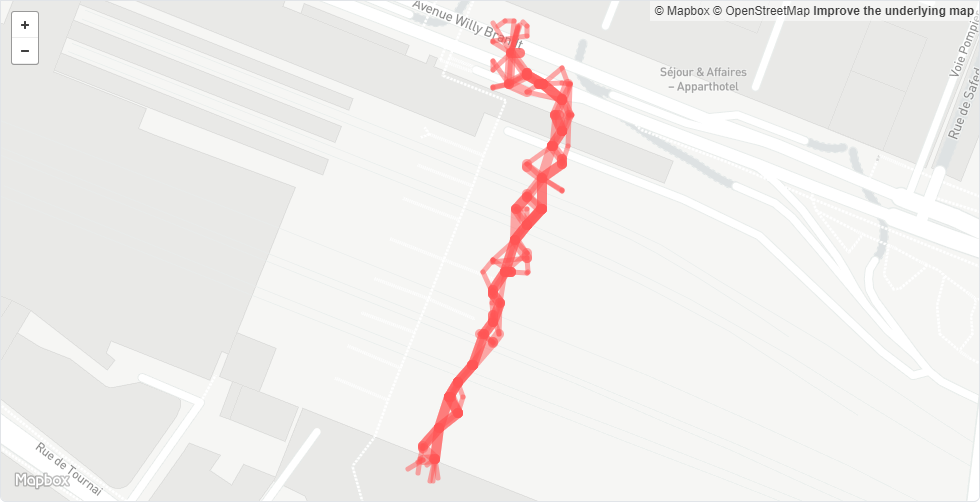 +
−
© Mapbox © OpenStreetMap Improve the underlying map
Avenue Willy Brandt
Séjour & Affaires
– Apparthotel
Voie Pompi
Rue de Safed
Rue de Tournai
Mapbox